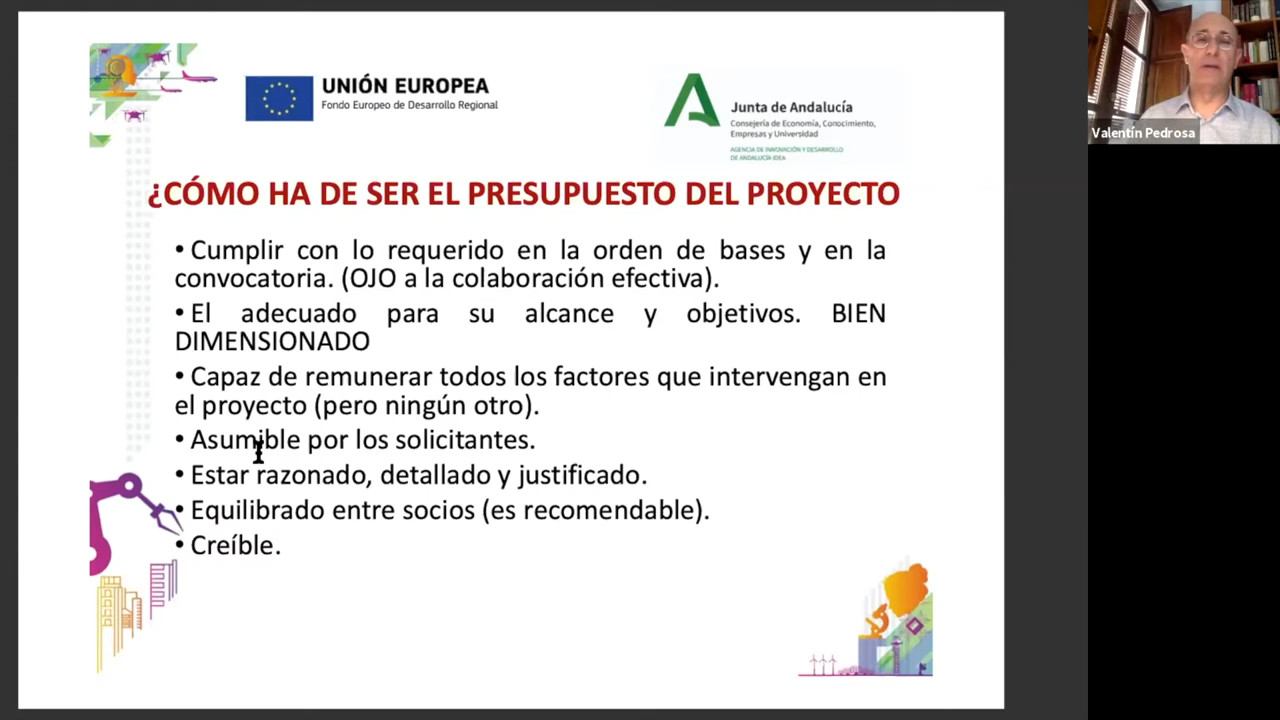 UNIÓN EUROPEA
Fondo Europeo de Desarrollo Regional
Junta de Andalucía
Consejería de Economía, Conocimiento,
Empresas y Universidad
AGENCIA DE INNOVACIÓN Y DESARROLLO
DE ANDALUCÍA IDEA
¿CÓMO HA DE SER EL PRESUPUESTO DEL PROYECTO
• Cumplir con lo requerido en la orden de bases y en la
convocatoria. (OJO a la colaboración efectiva).
• El adecuado para su alcance y objetivos. BIEN
DIMENSIONADO
• Capaz de remunerar todos los factores que intervengan en
el proyecto (pero ningún otro).
• Asumible por los solicitantes.
• Estar razonado, detallado y justificado.
• Equilibrado entre socios (es recomendable).
• Creíble.
Valentín Pedrosa